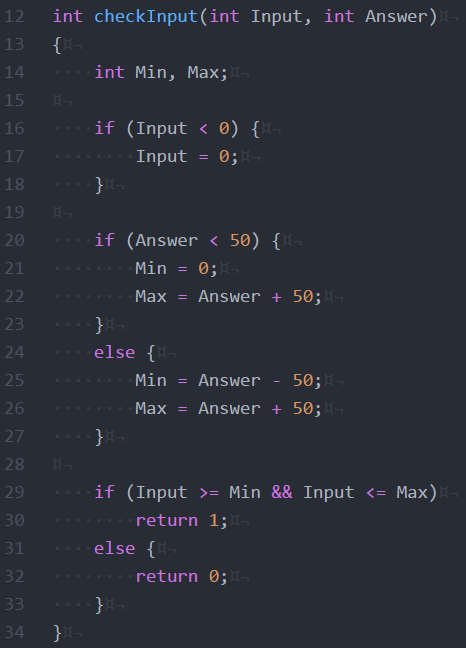 12 int checkInput(int Input, int Answer)¤¬
13 {¤¬
14 ····int Min, Max;¤¬
15 ¤¬
16 ····if (Input < 0) {¤¬
17 ········Input = 0;¤¬
18 ····}¤¬
19 ¤¬
20 ····if (Answer < 50) {¤¬
21 ········Min = 0;¤¬
22 ········Max = Answer + 50;¤¬
23 ····}¤¬
24 ····else {¤¬
25 ········Min = Answer - 50;¤¬
26 ········Max = Answer + 50;¤¬
27 ····}¤¬
28 ¤¬
29 ····if (Input >= Min && Input <= Max)¤¬
30 ········return 1;¤¬
31 ····else {¤¬
32 ········return 0;¤¬
33 ····}¤¬
34 }¤¬